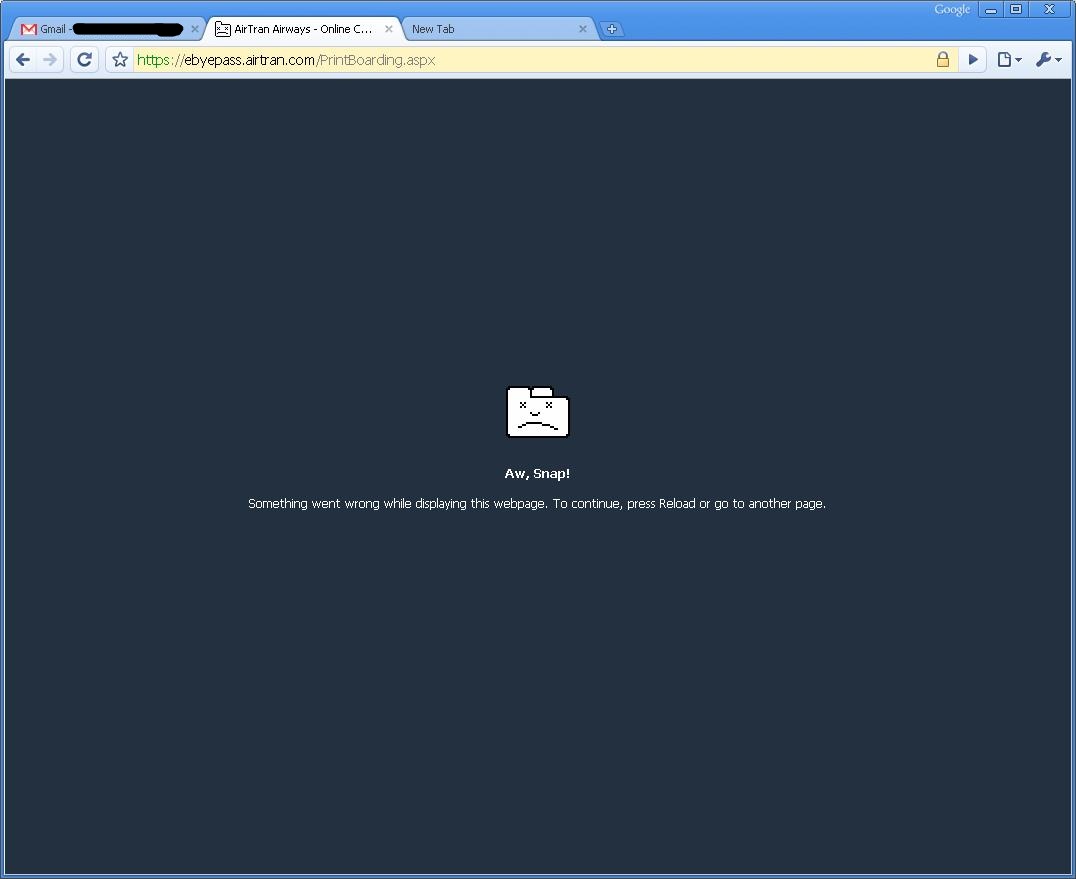 Google
Gmail -
AirTran Airways - Online C...
New Tab
https://ebyepass.airtran.com/PrintBoarding.aspx
Aw, Snap!
Something went wrong while displaying this webpage. To continue, press Reload or go to another page.